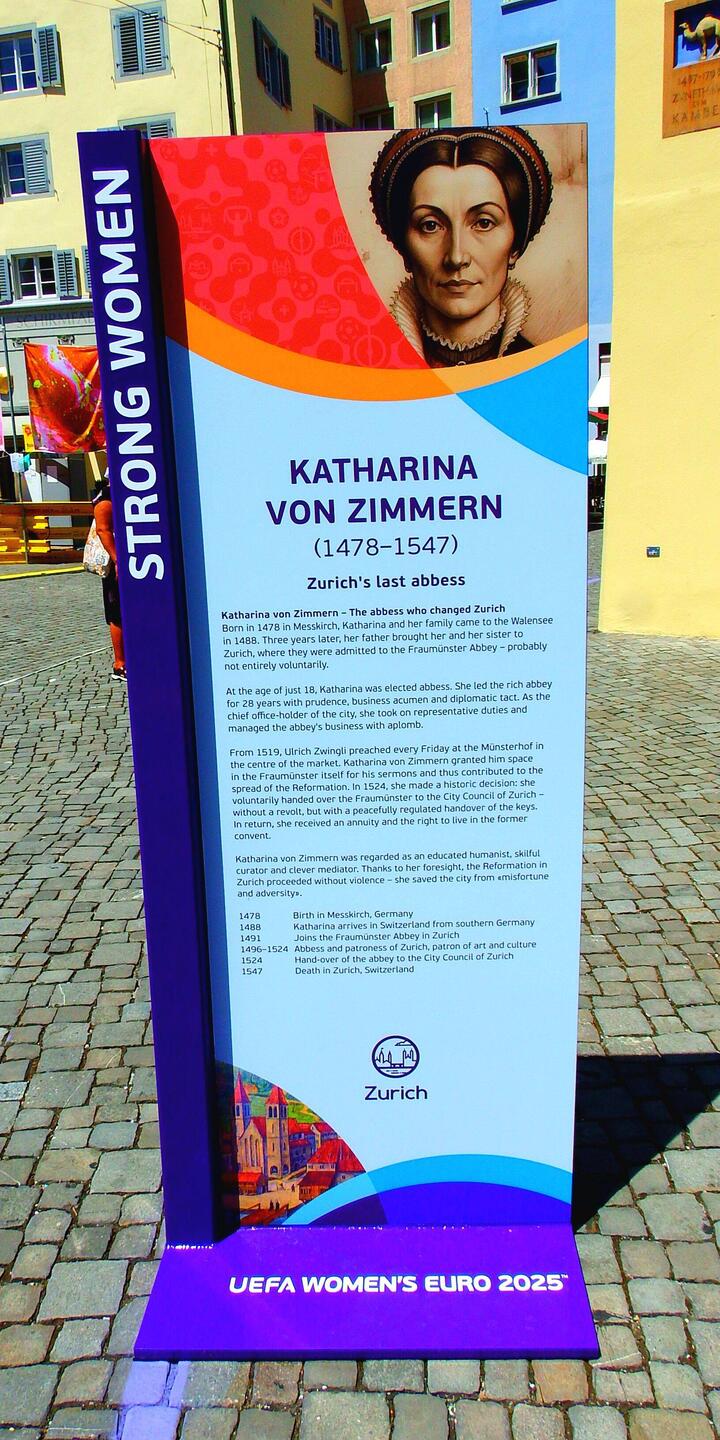 STRONG WOMEN
KATHARINA
VON ZIMMERN
(1478–1547)
Zurich's last abbess
Katharina von Zimmern – The abbess who changed Zurich
Born in 1478 in Messkirch, Katharina and her family came to the Walensee
in 1488. Three years later, her father brought her and her sister to
Zurich, where they were admitted to the Fraumünster Abbey – probably
not entirely voluntarily.
At the age of just 18, Katharina was elected abbess. She led the rich abbey
for 28 years with prudence, business acumen and diplomatic tact. As the
chief office-holder of the city, she took on representative duties and
managed the abbey's business with aplomb.
From 1519, Ulrich Zwingli preached every Friday at the Münsterhof in
the centre of the market. Katharina von Zimmern granted him space
in the Fraumünster itself for his sermons and thus contributed to the
spread of the Reformation. In 1524, she made a historic decision: she
voluntarily handed over the Fraumünster to the City Council of Zurich –
without a revolt, but with a peacefully regulated handover of the keys.
In return, she received an annuity and the right to live in the former
convent.
Katharina von Zimmern was regarded as an educated humanist, skilful
curator and clever mediator. Thanks to her foresight, the Reformation in
Zurich proceeded without violence – she saved the city from «misfortune
and adversity».
1478 Birth in Messkirch, Germany
1488 Katharina arrives in Switzerland from southern Germany
1491 Joins the Fraumünster Abbey in Zurich
1496–1524 Abbess and patroness of Zurich, patron of art and culture
1524 Hand-over of the abbey to the City Council of Zurich
1547 Death in Zurich, Switzerland
Zurich
UEFA WOMEN'S EURO 2025™